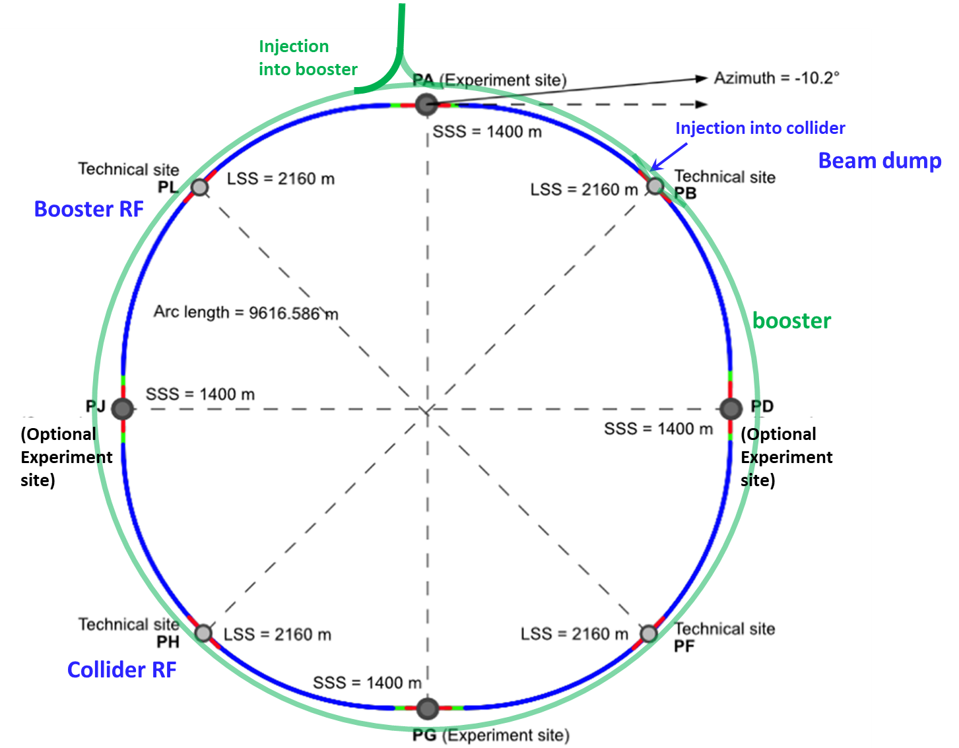 Injection
into booster
PA (Experiment site)
Azimuth = -10.2°
SSS = 1400 m
Injection into collider
Beam dump
Technical site
PL
LSS = 2160 m
LSS = 2160 m
Technical site
PB
Booster RF
Arc length = 9616.586 m
booster
PJ
SSS = 1400 m
PD
SSS = 1400 m
(Optional
Experiment
site)
(Optional
Experiment
site)
Technical site
PH
LSS = 2160 m
LSS = 2160 m
Technical site
PF
Collider RF
SSS = 1400 m
PG (Experiment site)